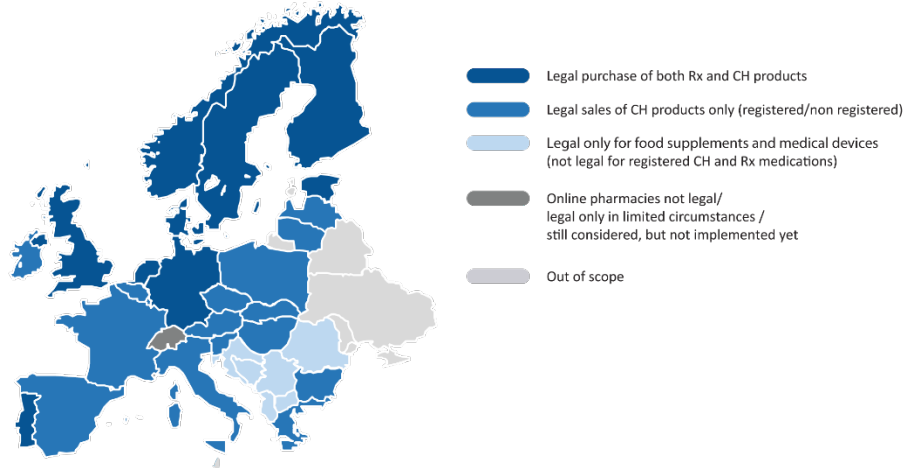 Legal purchase of both Rx and CH products
Legal sales of CH products only (registered/non registered)
Legal only for food supplements and medical devices
(not legal for registered CH and Rx medications)
Online pharmacies not legal/
legal only in limited circumstances /
still considered, but not implemented yet
Out of scope